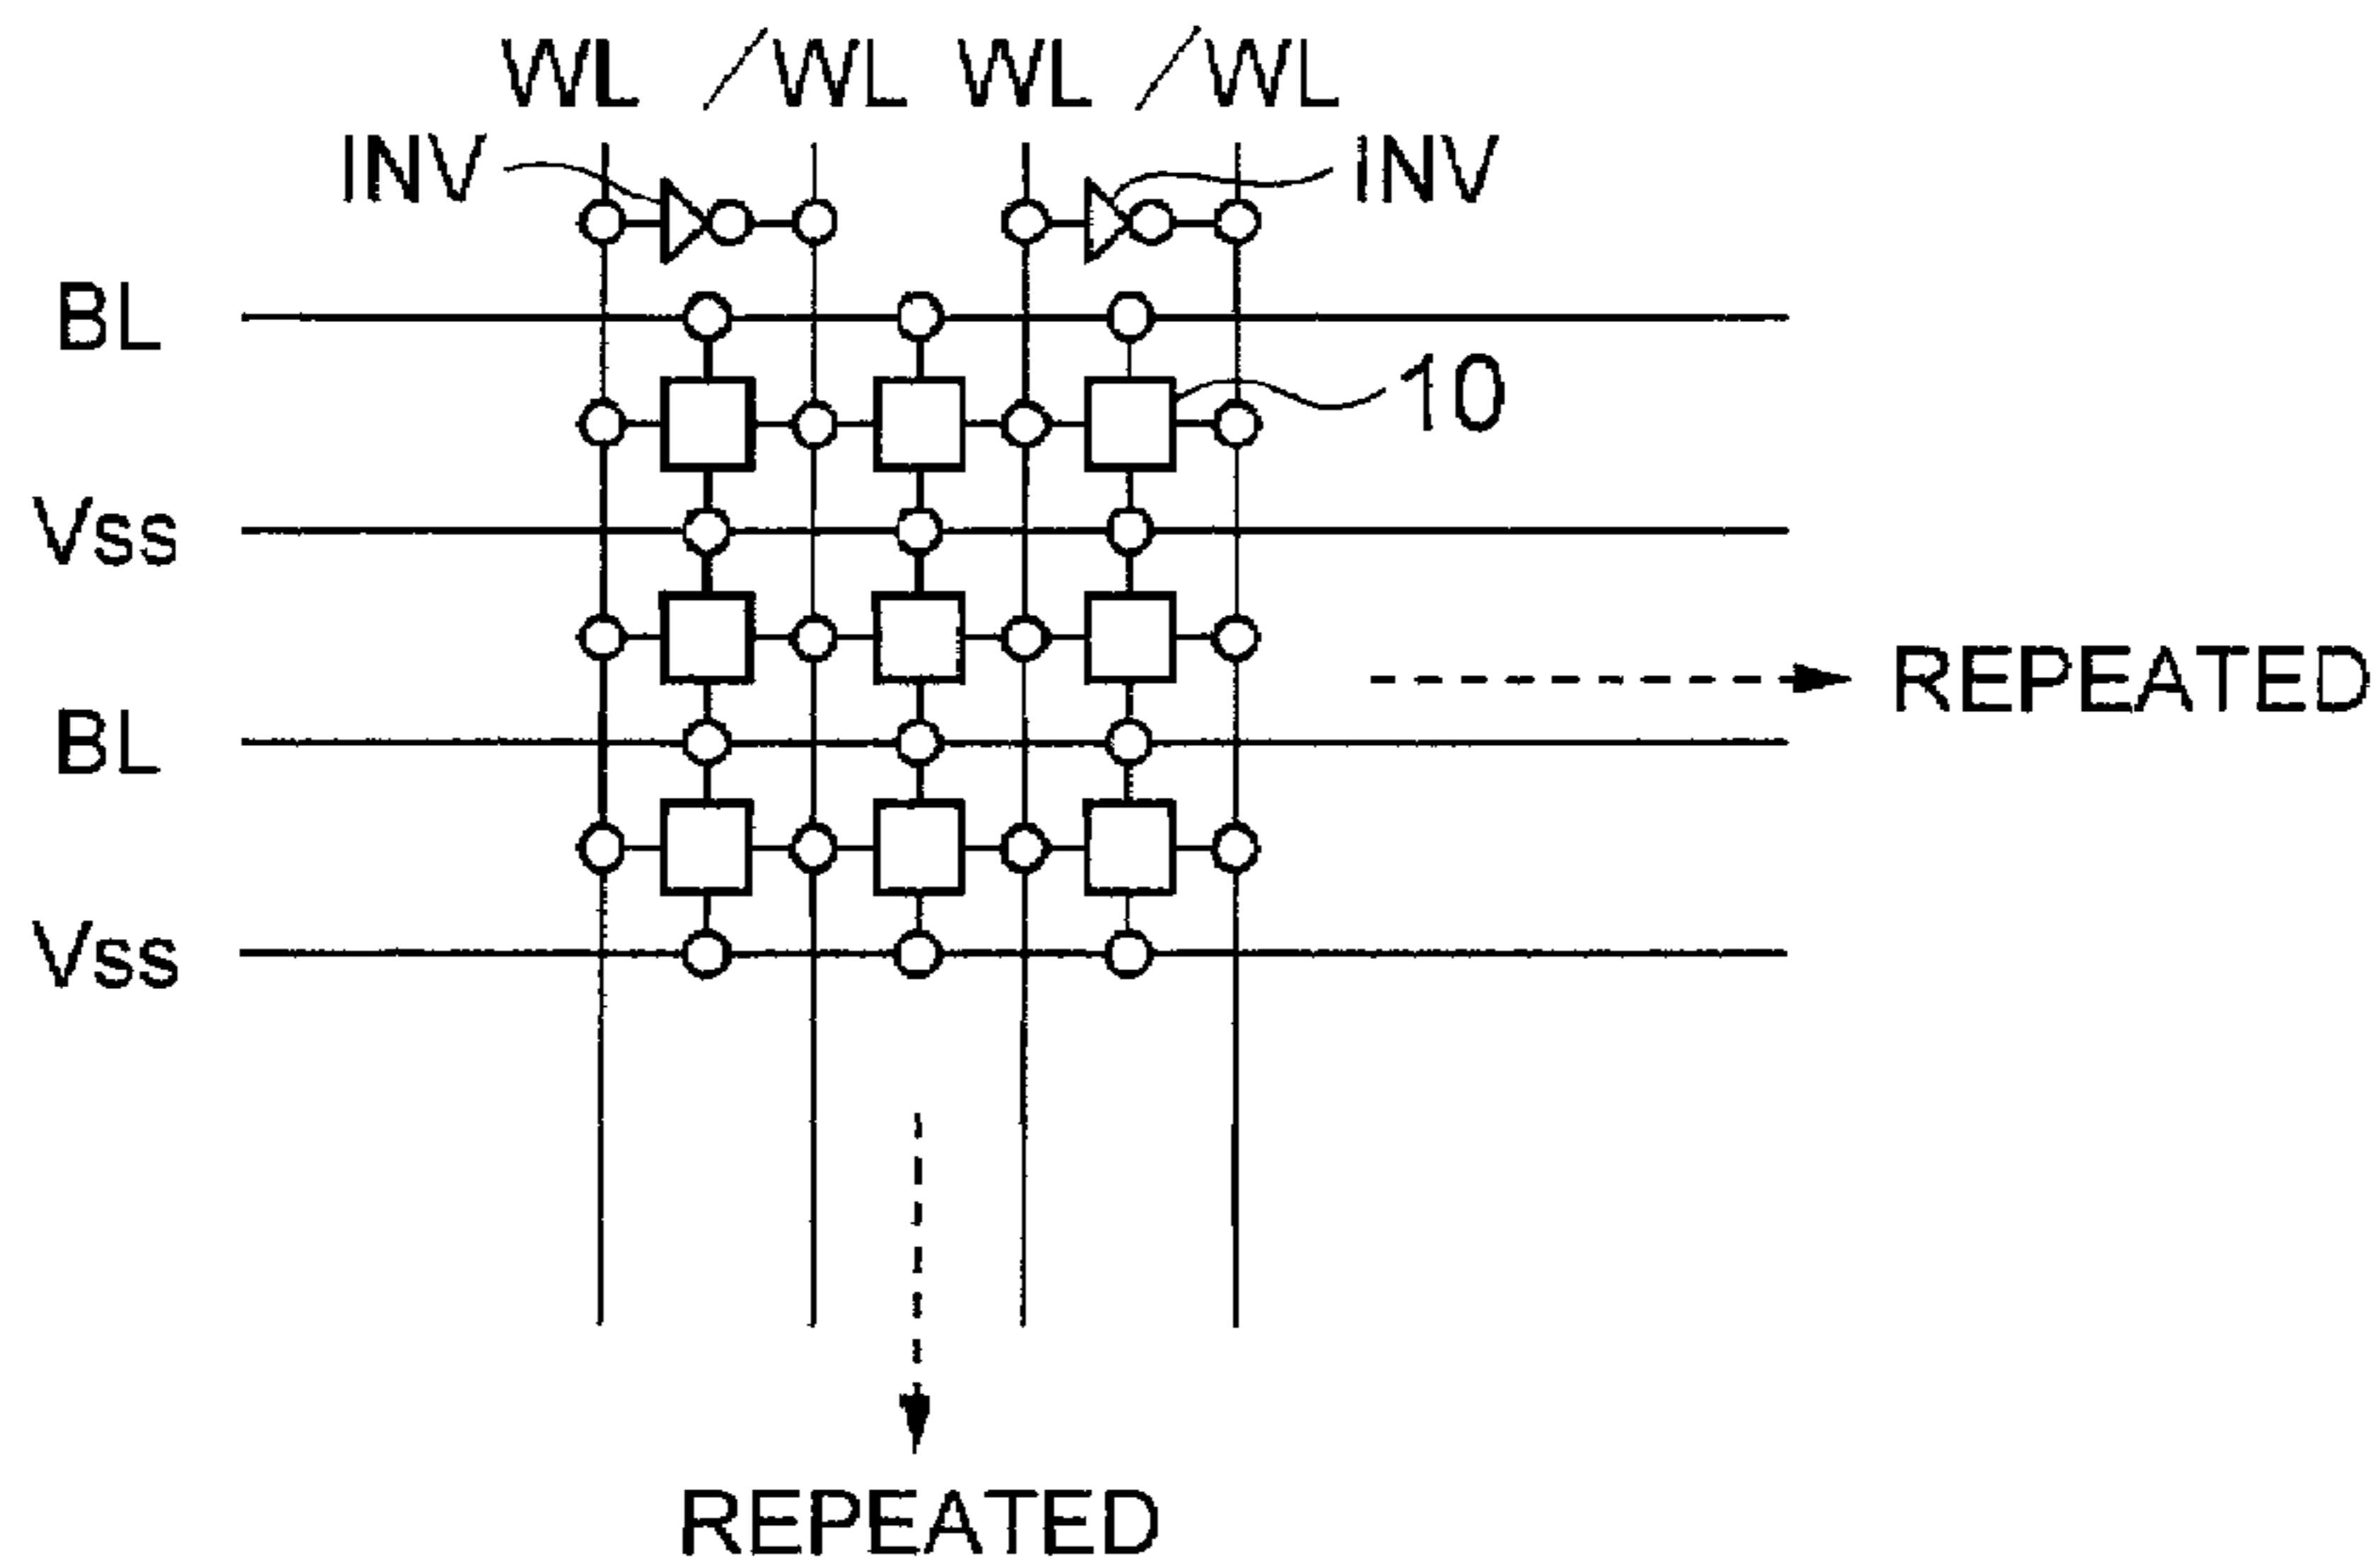 WL /WL WL /WL
INV INV
BL
10
Vss
REPEATED
BL
Vss
REPEATED